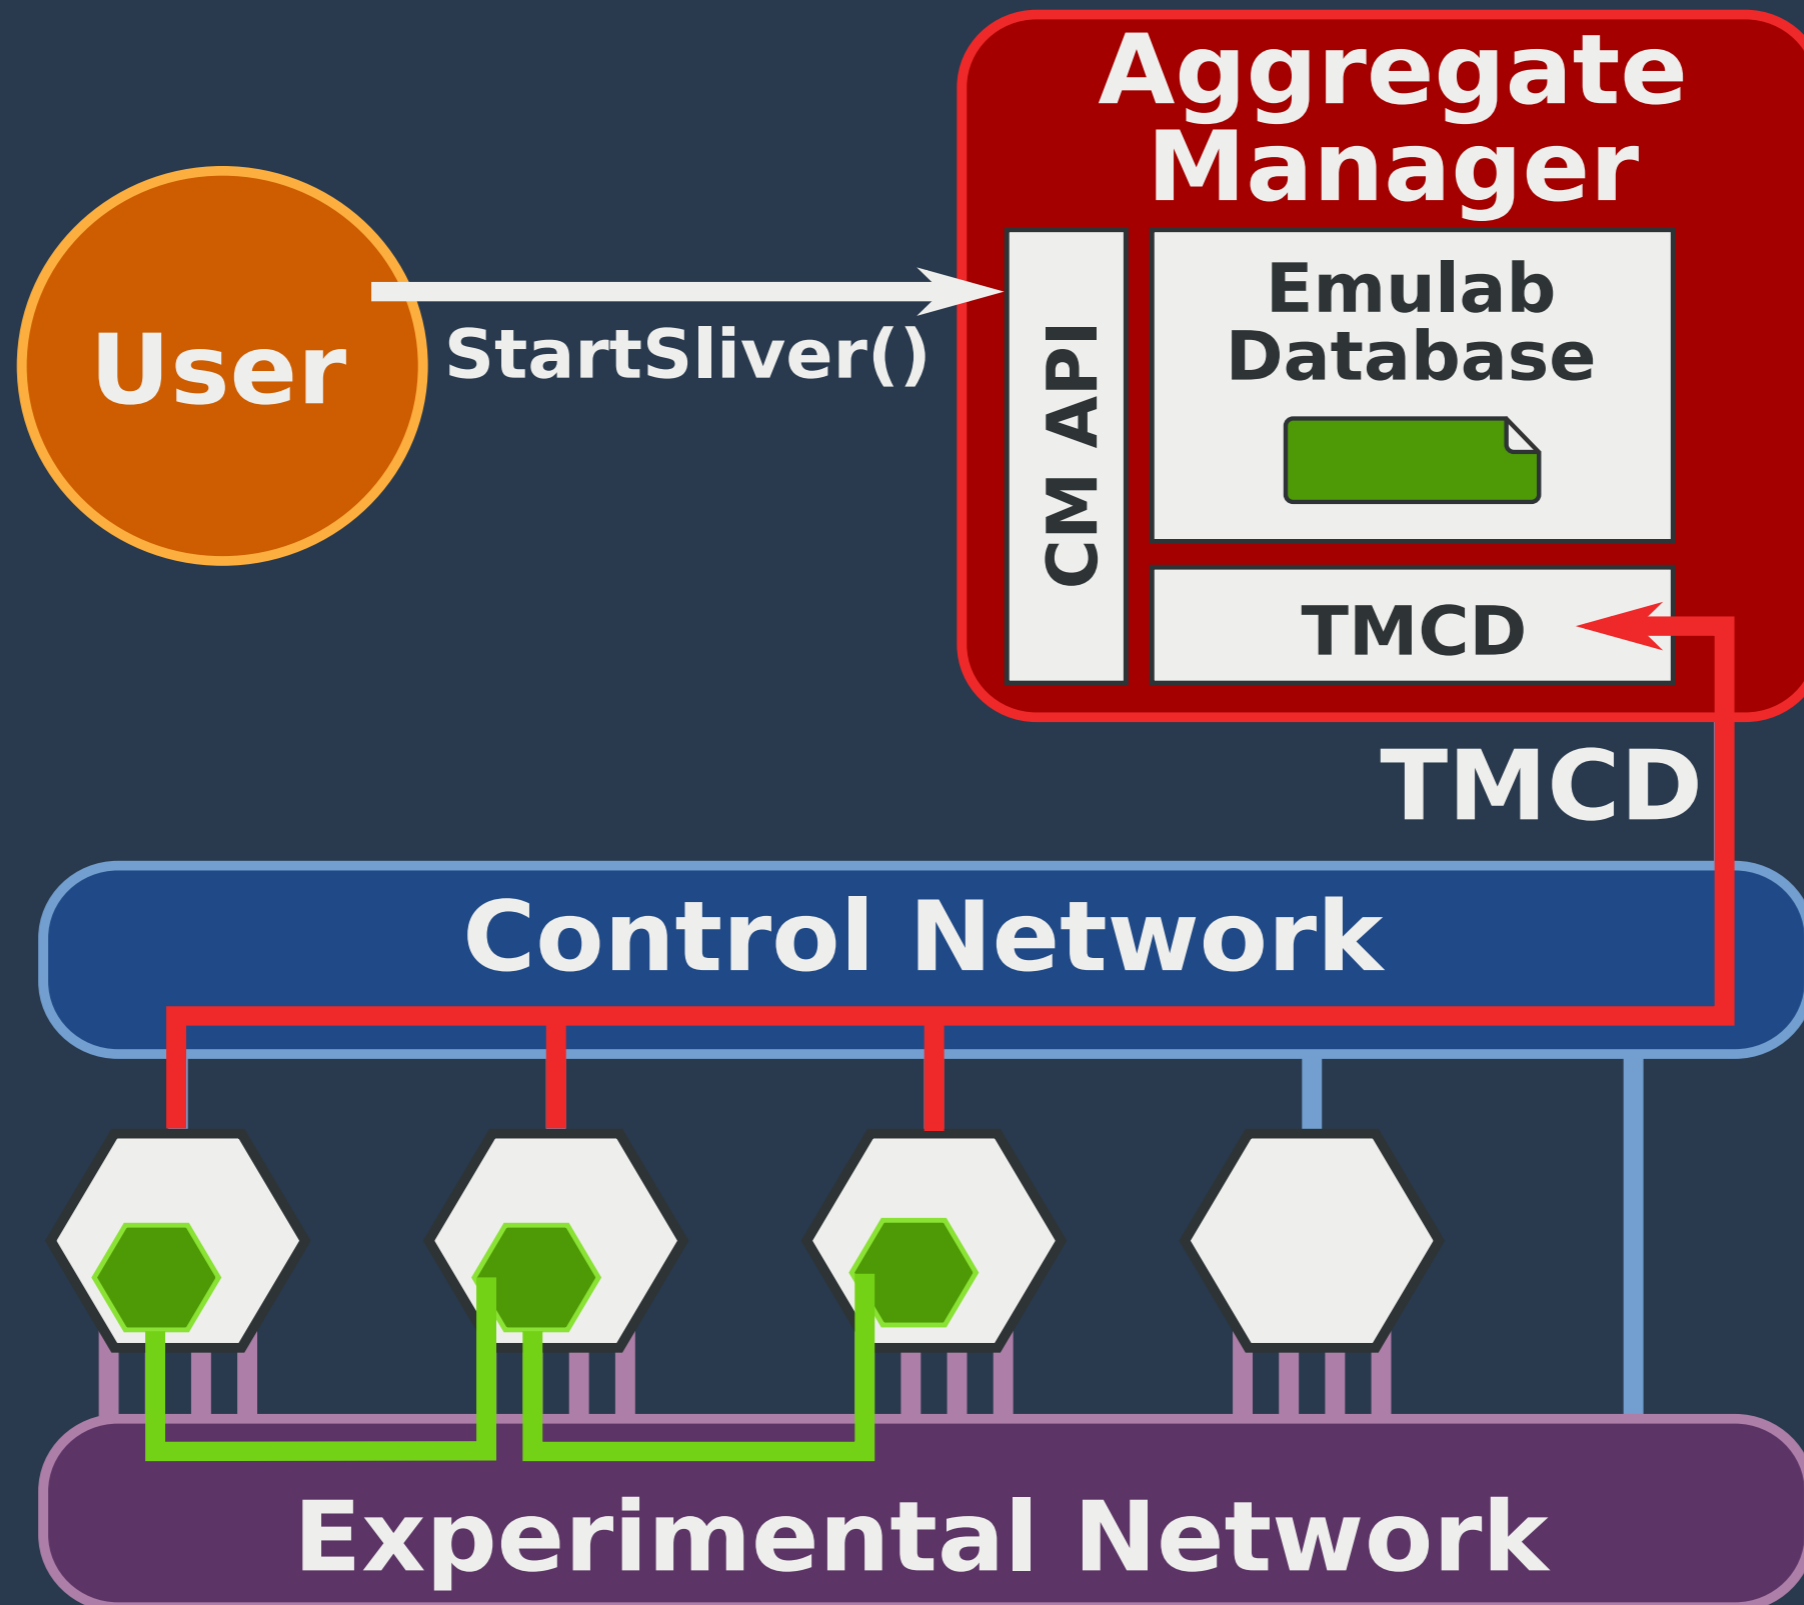 Aggregate
Manager
User
StartSliver()
CM API
Emulab
Database
TMCD
TMCD
Control Network
Experimental Network